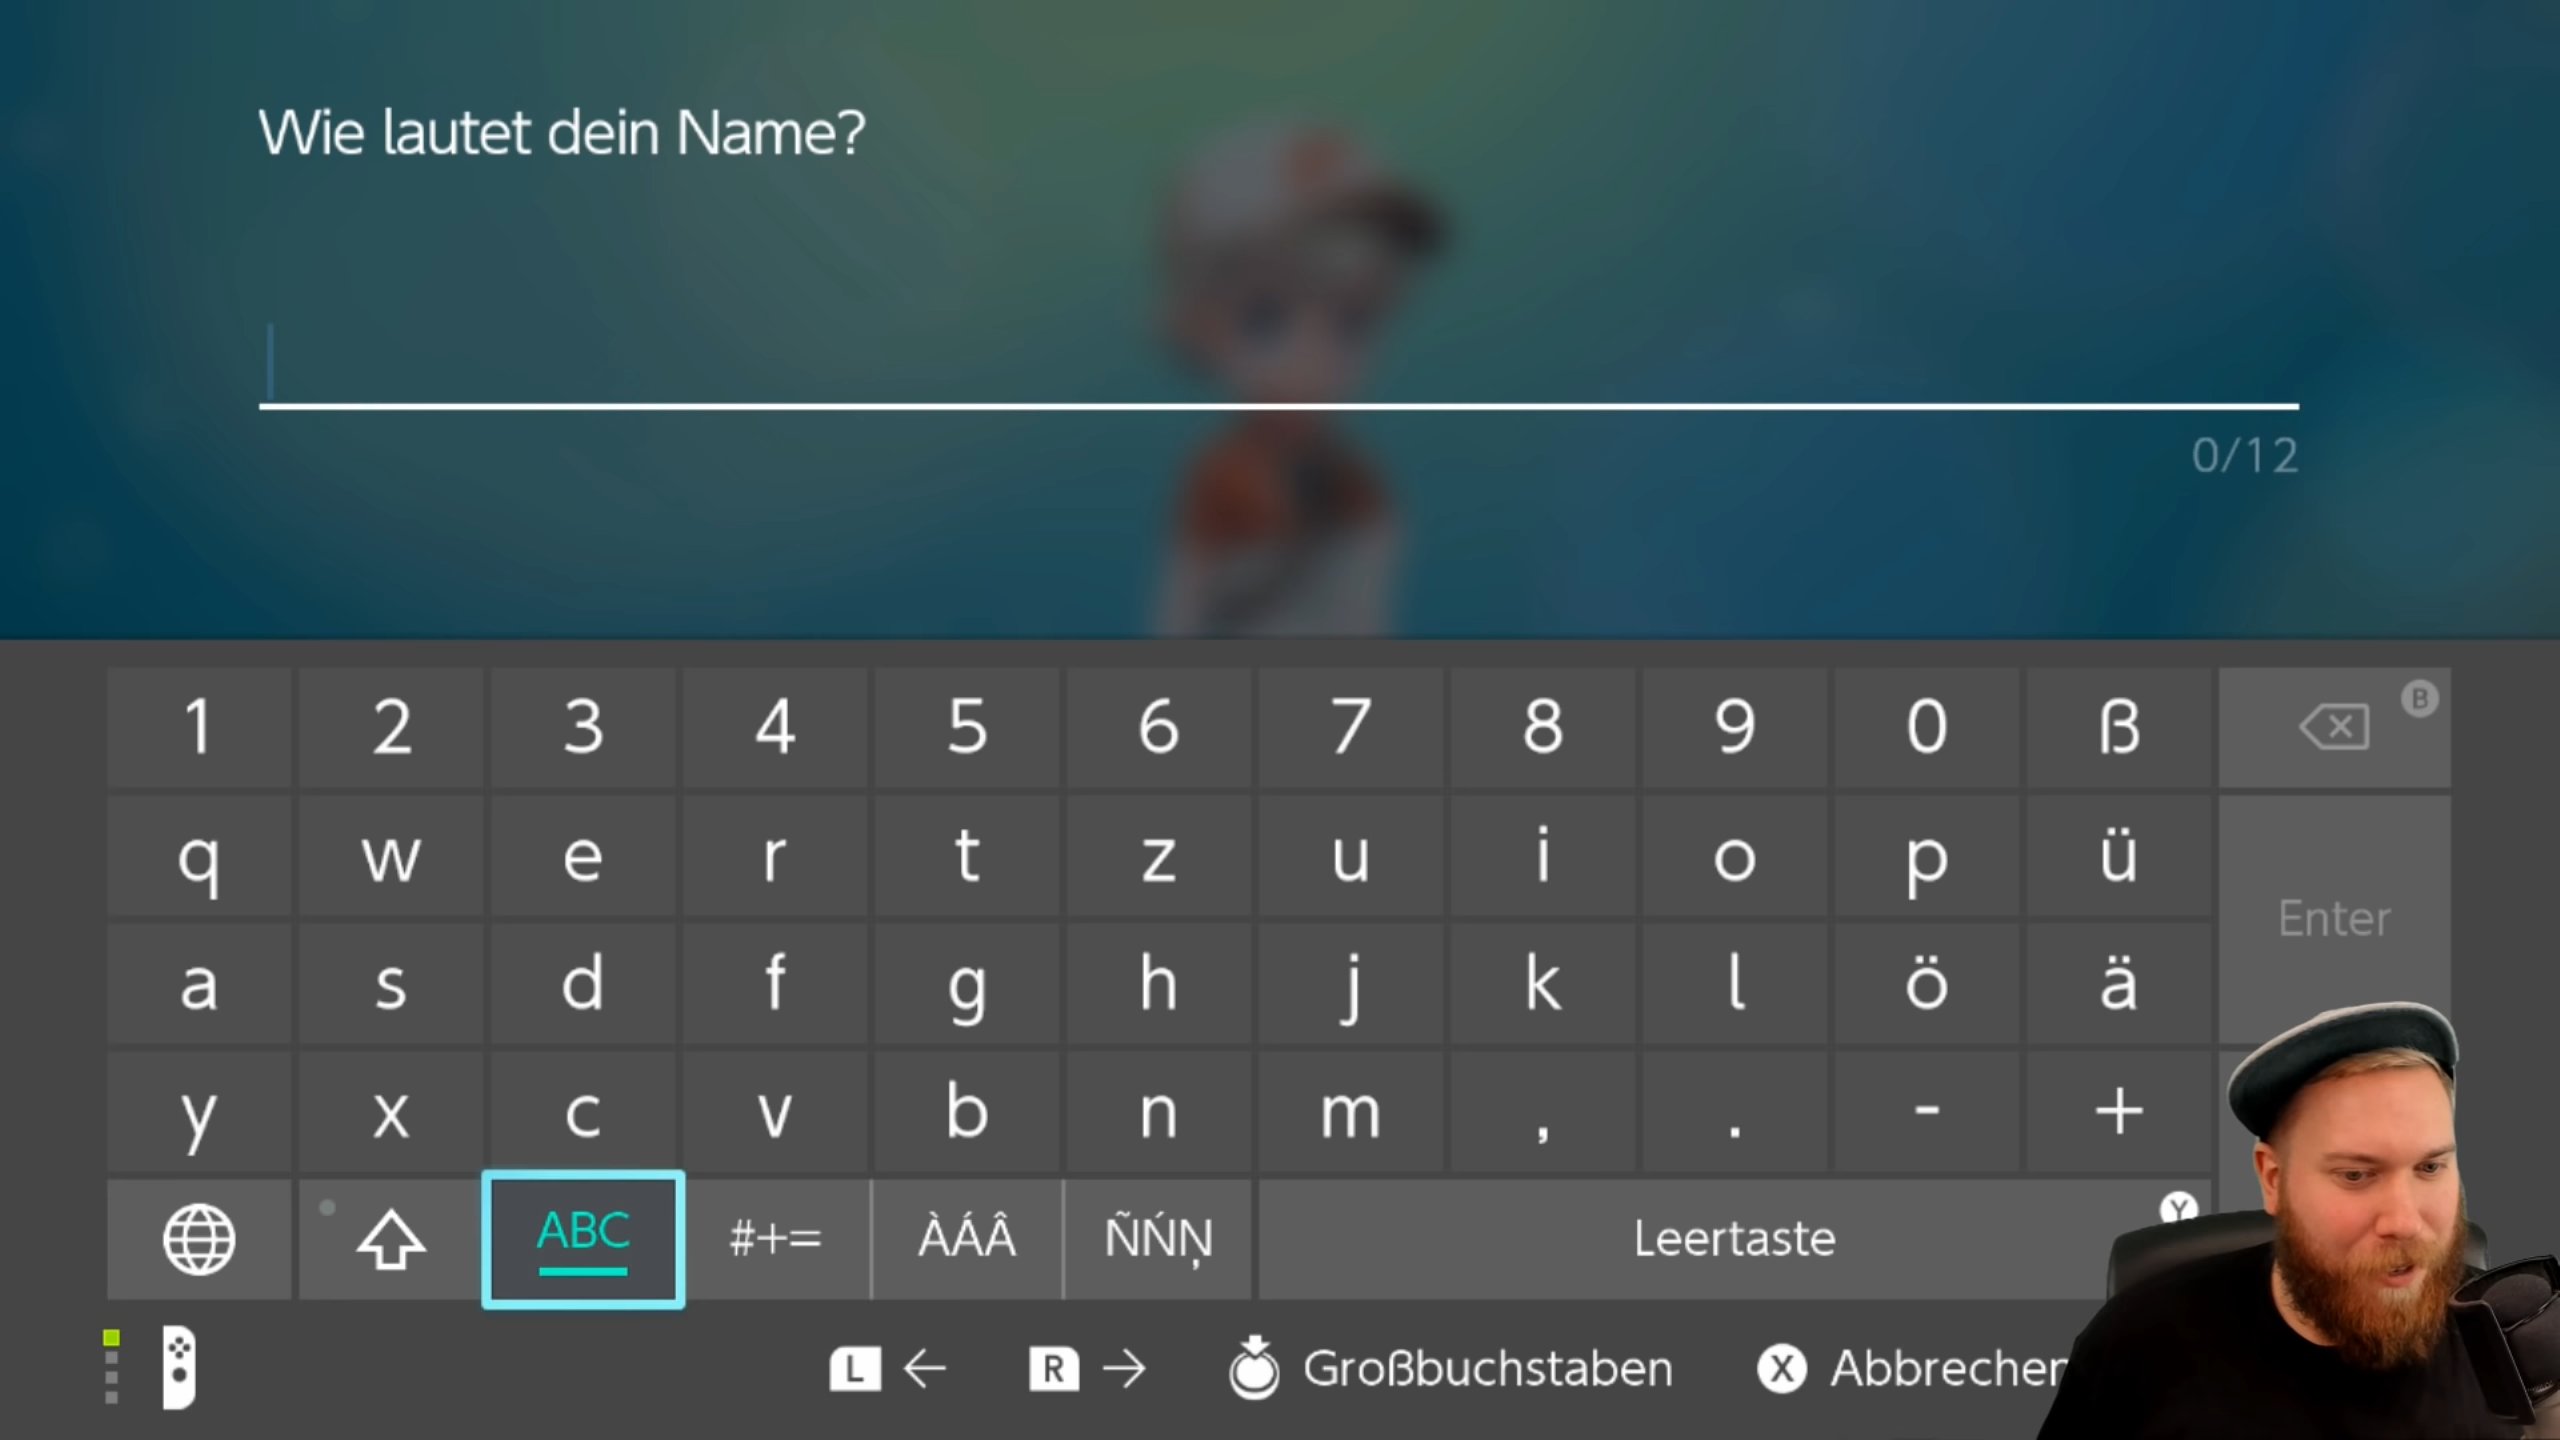 Wie lautet dein Name?
0/12
1 2 3 4 5 6 7 8 9 0 ß B
q w e r t z u i o p ü Enter
a s d f g h j k l ö ä
y x c v b n m , . - +
ABC #+= ÀÁÂ ÑŃŅ Leertaste Y
L ← R → Großbuchstaben X Abbrechen